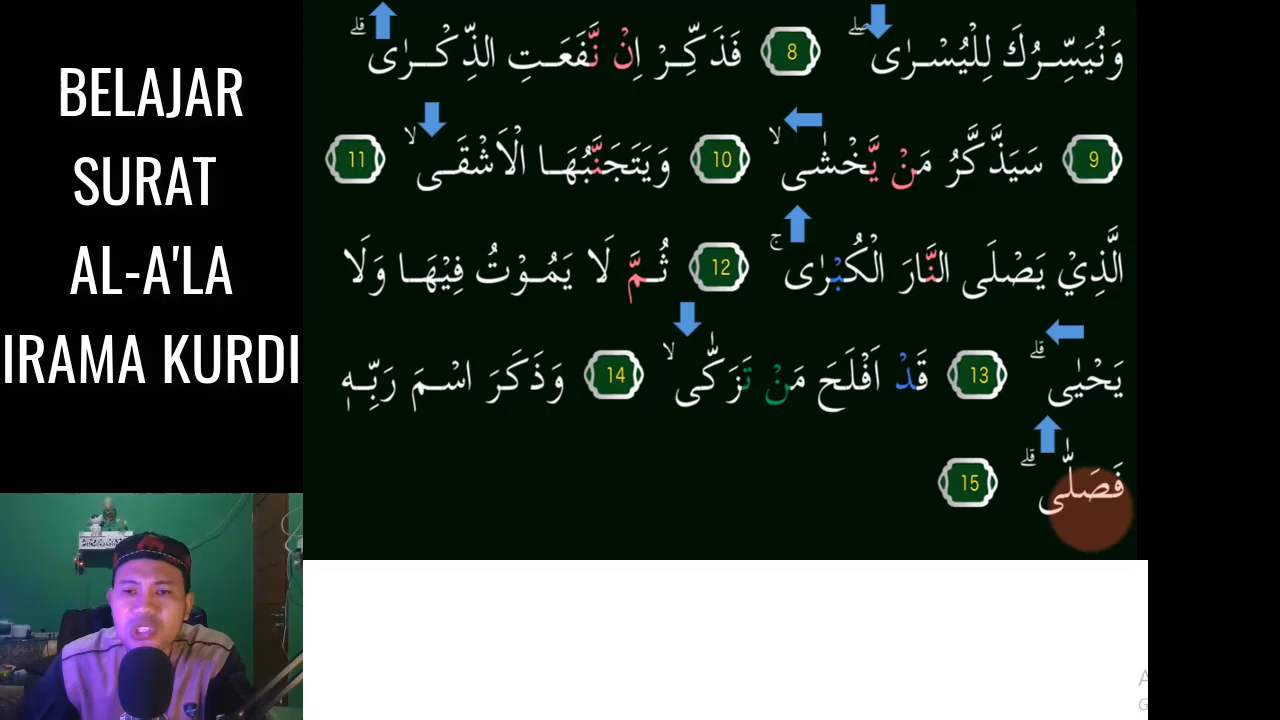 BELAJAR
SURAT
AL-A'LA
IRAMA KURDI
وَنُيَسِّرُكَ لِلْيُسْرٰى ۖ 8 فَذَكِّرْ اِنْ نَّفَعَتِ الذِّكْرٰى ۗ
9 سَيَذَّكَّرُ مَنْ يَّخْشٰى ۙ 10 وَيَتَجَنَّبُهَا الْاَشْقَى ۙ 11
الَّذِيْ يَصْلَى النَّارَ الْكُبْرٰى ۚ 12 ثُمَّ لَا يَمُوْتُ فِيْهَا وَلَا
يَحْيٰى ۗ 13 قَدْ اَفْلَحَ مَنْ تَزَكّٰى ۙ 14 وَذَكَرَ اسْمَ رَبِّهٖ
فَصَلّٰى ۗ 15